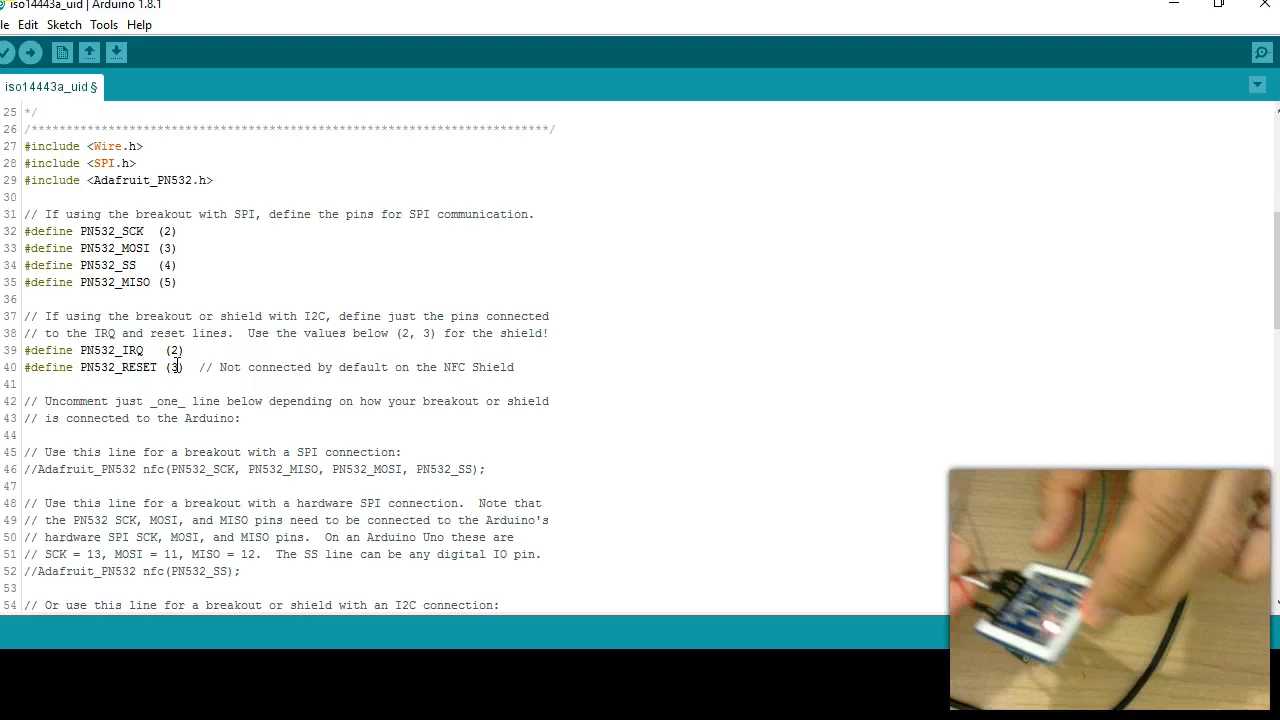 iso14443a_uid | Arduino 1.8.1
le Edit Sketch Tools Help
iso14443a_uid §
25 */
26 /**************************************************************************/
27 #include <Wire.h>
28 #include <SPI.h>
29 #include <Adafruit_PN532.h>
30
31 // If using the breakout with SPI, define the pins for SPI communication.
32 #define PN532_SCK  (2)
33 #define PN532_MOSI (3)
34 #define PN532_SS   (4)
35 #define PN532_MISO (5)
36
37 // If using the breakout or shield with I2C, define just the pins connected
38 // to the IRQ and reset lines.  Use the values below (2, 3) for the shield!
39 #define PN532_IRQ   (2)
40 #define PN532_RESET (3)  // Not connected by default on the NFC Shield
41
42 // Uncomment just _one_ line below depending on how your breakout or shield
43 // is connected to the Arduino:
44
45 // Use this line for a breakout with a SPI connection:
46 //Adafruit_PN532 nfc(PN532_SCK, PN532_MISO, PN532_MOSI, PN532_SS);
47
48 // Use this line for a breakout with a hardware SPI connection.  Note that
49 // the PN532 SCK, MOSI, and MISO pins need to be connected to the Arduino's
50 // hardware SPI SCK, MOSI, and MISO pins.  On an Arduino Uno these are
51 // SCK = 13, MOSI = 11, MISO = 12.  The SS line can be any digital IO pin.
52 //Adafruit_PN532 nfc(PN532_SS);
53
54 // Or use this line for a breakout or shield with an I2C connection: